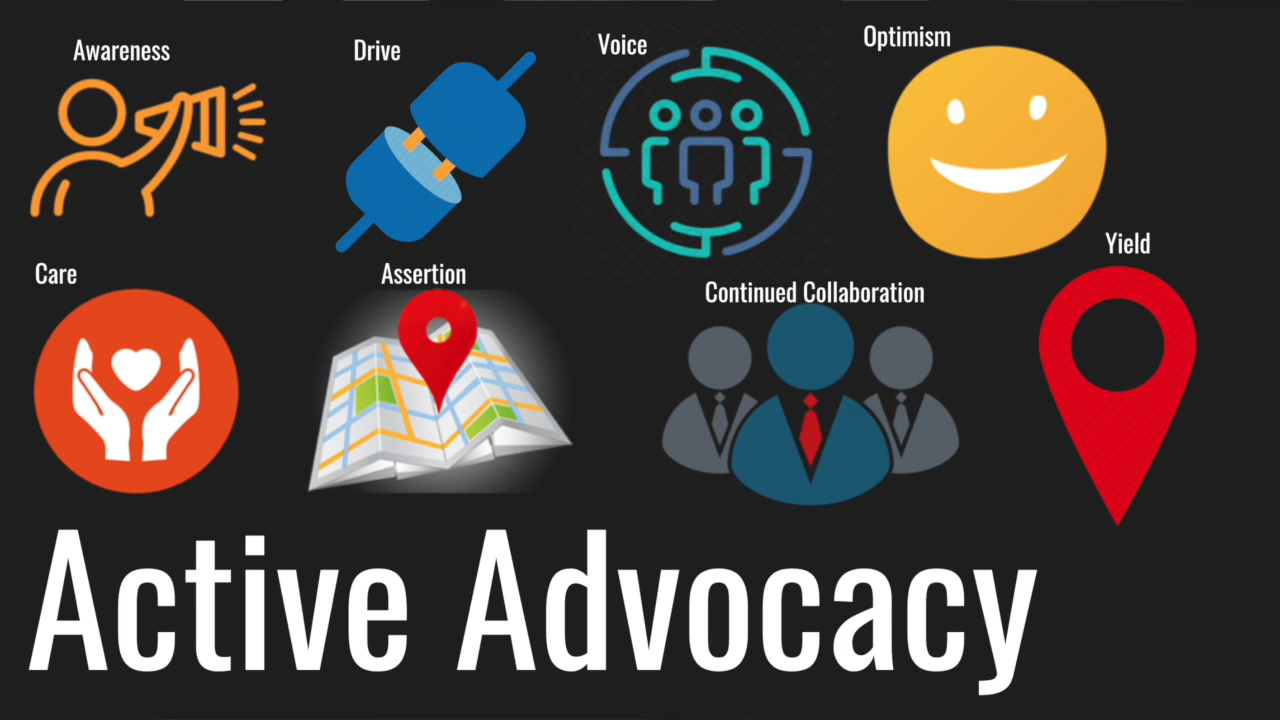 Awareness
Drive
Voice
Optimism
Care
Assertion
Continued Collaboration
Yield
Active Advocacy